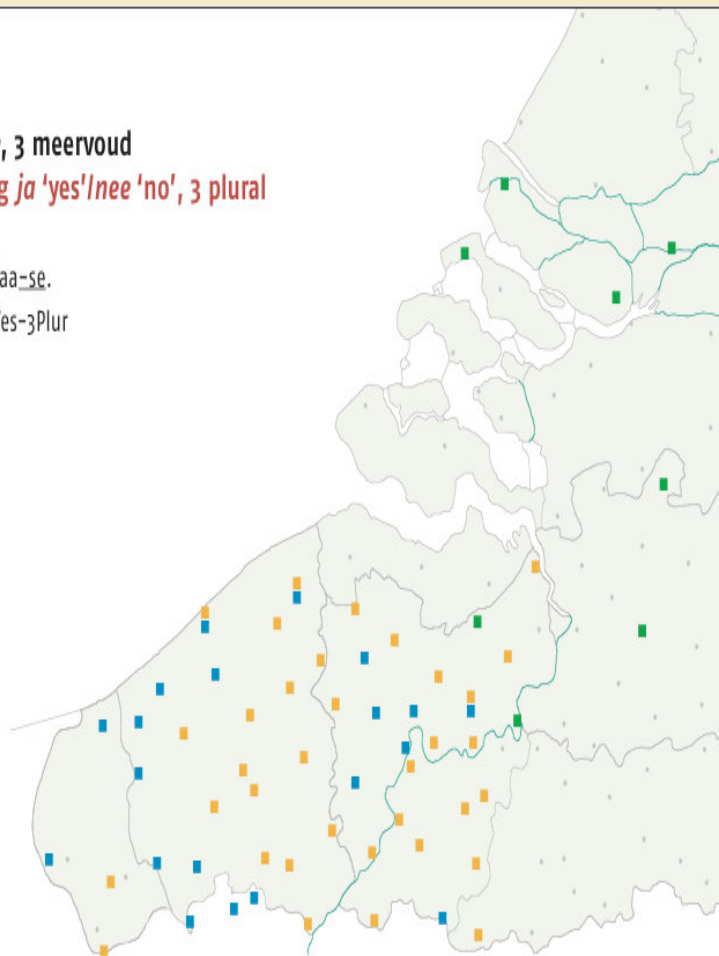 , 3 meervoud
g ja ‘yes’/nee ‘no’, 3 plural
aa-se.
es-3Plur